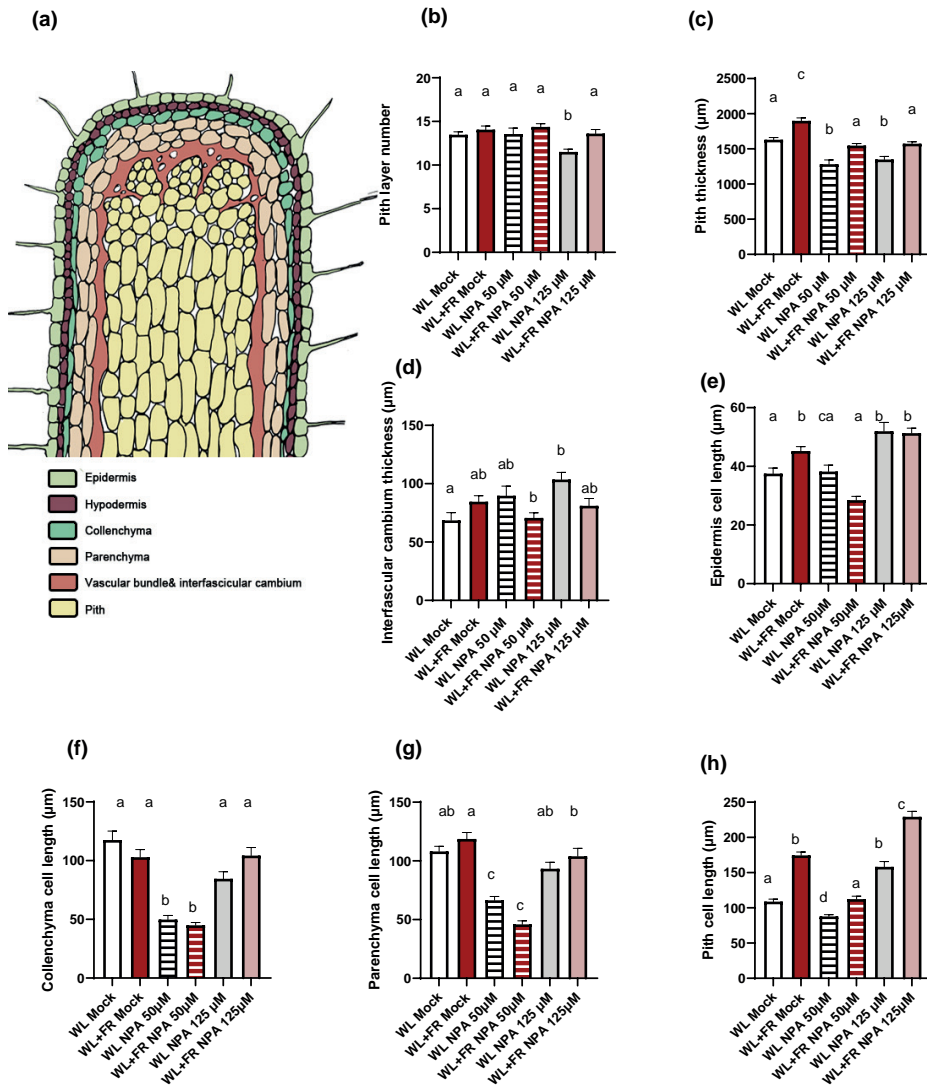 (a)
Epidermis
Hypodermis
Collenchyma
Parenchyma
Vascular bundle& interfascicular cambium
Pith
(b)
Pith layer number
20
15
10
5
0
a
a
a
a
b
a
WL Mock
WL+FR Mock
WL NPA 50 µM
WL+FR NPA 50 µM
WL NPA 125 µM
WL+FR NPA 125 µM
(c)
Pith thickness (µm)
2500
2000
1500
1000
500
0
a
c
b
a
b
a
WL Mock
WL+FR Mock
WL NPA 50 µM
WL+FR NPA 50 µM
WL NPA 125 µM
WL+FR NPA 125 µM
(d)
Interfascular cambium thickness (µm)
150
100
50
0
a
ab
ab
b
b
ab
WL Mock
WL+FR Mock
WL NPA 50 µM
WL+FR NPA 50 µM
WL NPA 125 µM
WL+FR NPA 125 µM
(e)
Epidermis cell length (µm)
60
40
20
0
a
b
ca
a
b
b
WL Mock
WL+FR Mock
WL NPA 50µM
WL+FR NPA 50µM
WL NPA 125 µM
WL+FR NPA 125µM
(f)
Collenchyma cell length (µm)
150
100
50
0
a
a
b
b
a
a
WL Mock
WL+FR Mock
WL NPA 50µM
WL+FR NPA 50µM
WL NPA 125 µM
WL+FR NPA 125µM
(g)
Parenchyma cell length (µm)
150
100
50
0
ab
a
c
c
ab
b
WL Mock
WL+FR Mock
WL NPA 50µM
WL+FR NPA 50µM
WL NPA 125 µM
WL+FR NPA 125µM
(h)
Pith cell length (µm)
250
200
150
100
50
0
a
b
d
a
b
c
WL Mock
WL+FR Mock
WL NPA 50µM
WL+FR NPA 50µM
WL NPA 125 µM
WL+FR NPA 125µM